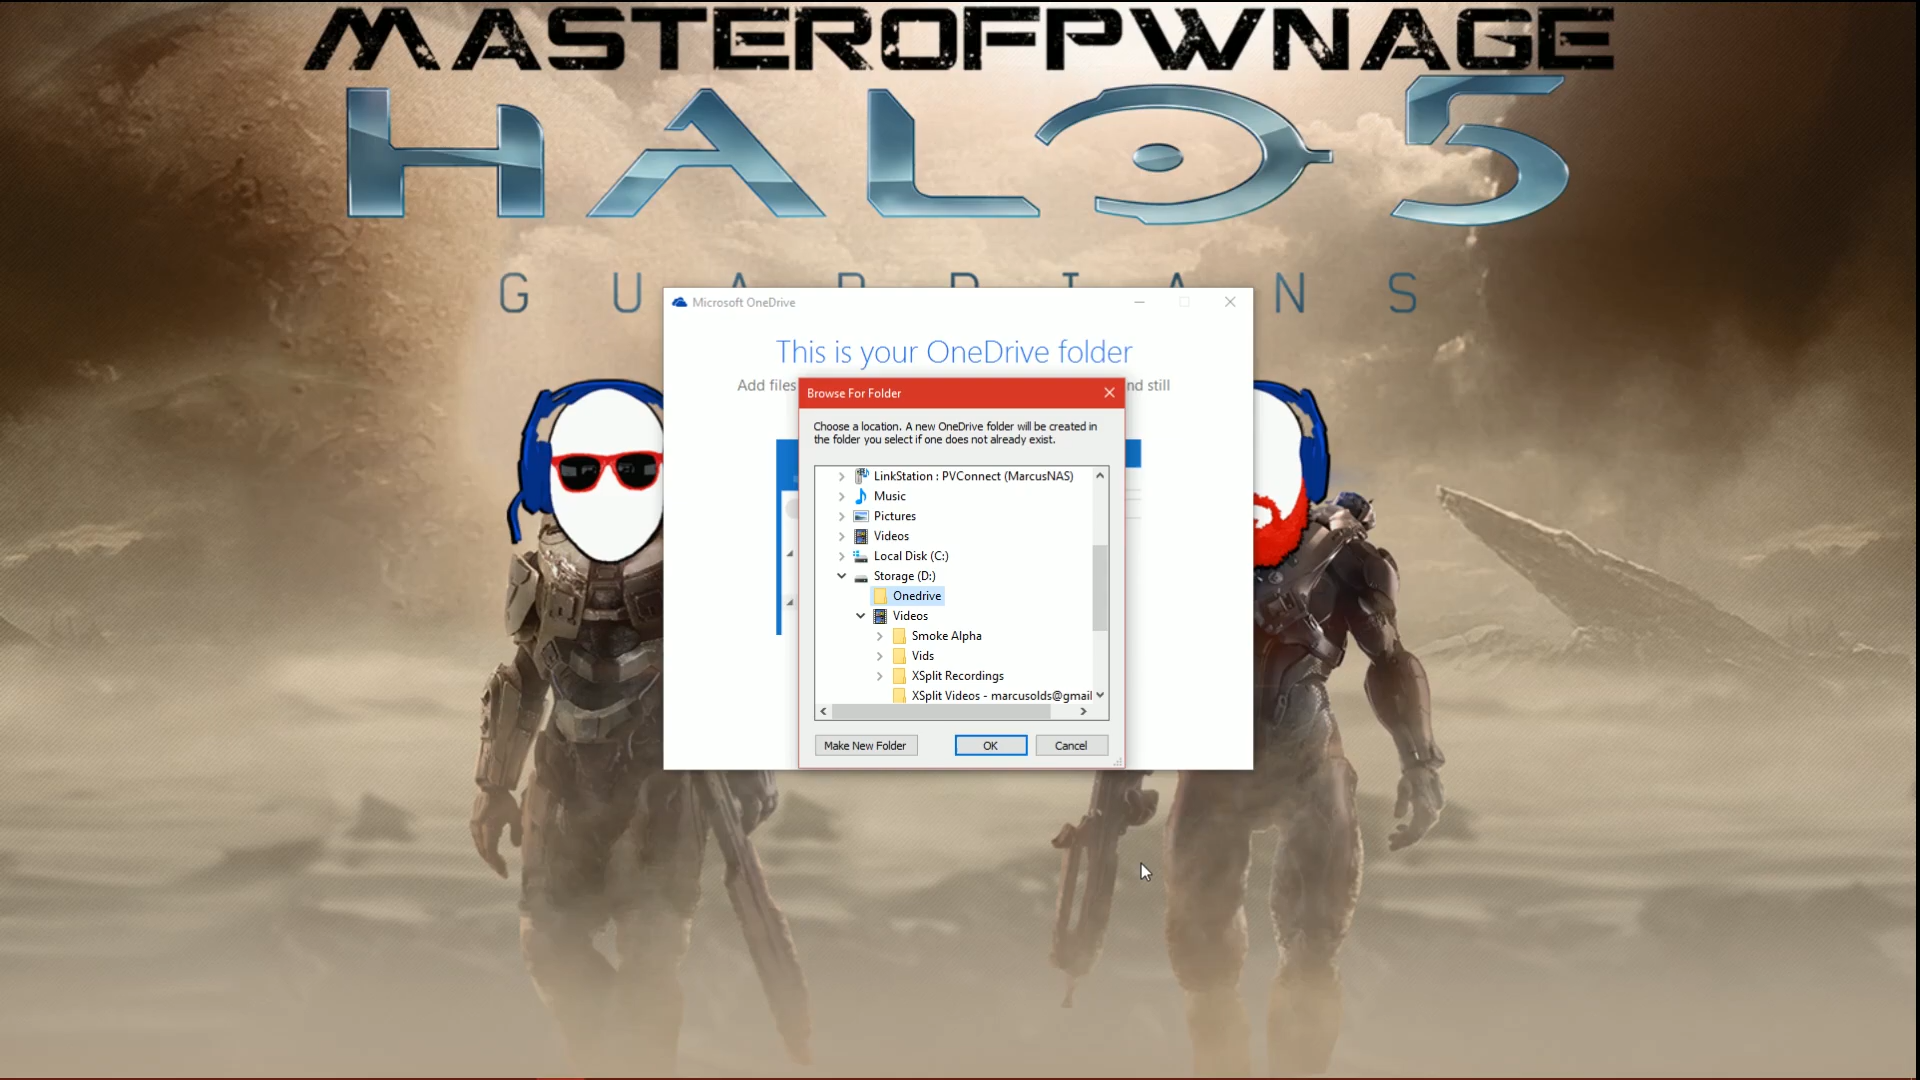 MASTEROFPWNAGE
HALO 5
GUARDIANS
Microsoft OneDrive
This is your OneDrive folder
Add files
nd still
Browse For Folder
Choose a location. A new OneDrive folder will be created in
the folder you select if one does not already exist.
LinkStation : PVConnect (MarcusNAS)
Music
Pictures
Videos
Local Disk (C:)
Storage (D:)
Onedrive
Videos
Smoke Alpha
Vids
XSplit Recordings
XSplit Videos - marcusolds@gmail
Make New Folder
OK
Cancel